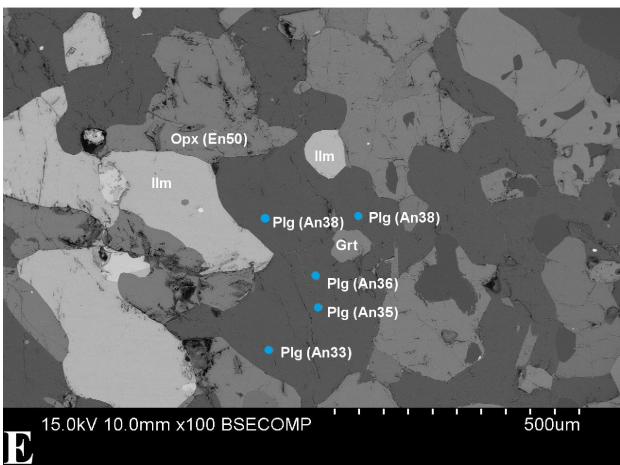 Opx (En50)
Ilm
Ilm
Plg (An38)
Plg (An38)
Grt
Plg (An36)
Plg (An35)
Plg (An33)
E 15.0kV 10.0mm x100 BSECOMP 500um